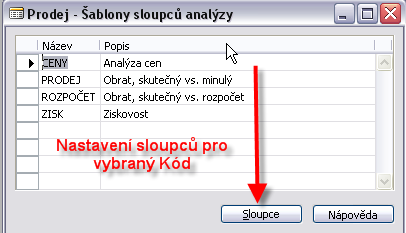 Prodej - Šablony sloupců analýzy
Název Popis
CENY Analýza cen
PRODEJ Obrat, skutečný vs. minulý
ROZPOČET Obrat, skutečný vs. rozpočet
ZISK Ziskovost
Nastavení sloupců pro
vybraný Kód
Sloupce Nápověda